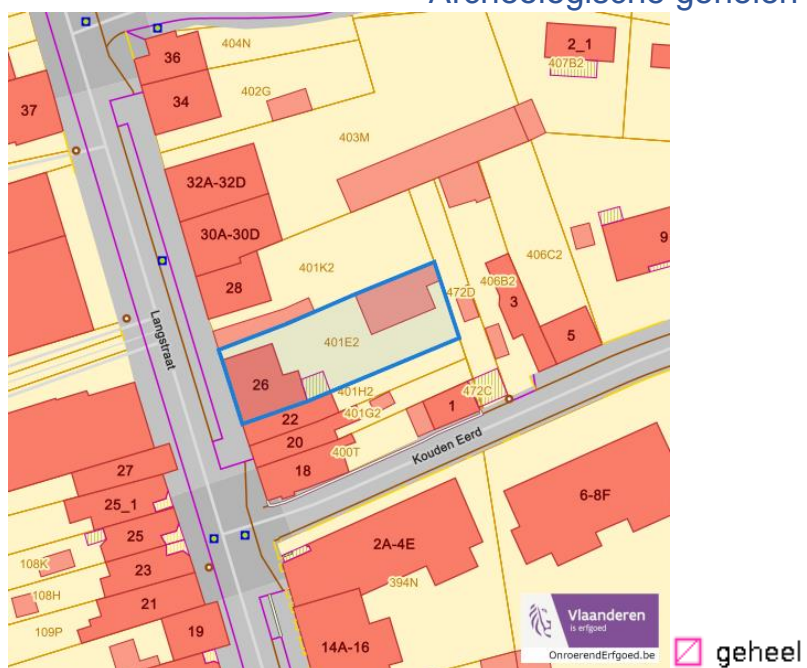 Archeologische gehelen
36
404N
2_1
407B2
34
402G
37
403M
32A-32D
30A-30D
9
406C2
401K2
28
472D
406B2
3
5
Langstraat
401E2
26
401H2
472C
401G2
1
22
20
400T
18
Kouden Eerd
27
25_1
6-8F
25
2A-4E
108K
23
394N
108H
21
109P
19
14A-16
Vlaanderen
is erfgoed
OnroerendErfgoed.be
geheel